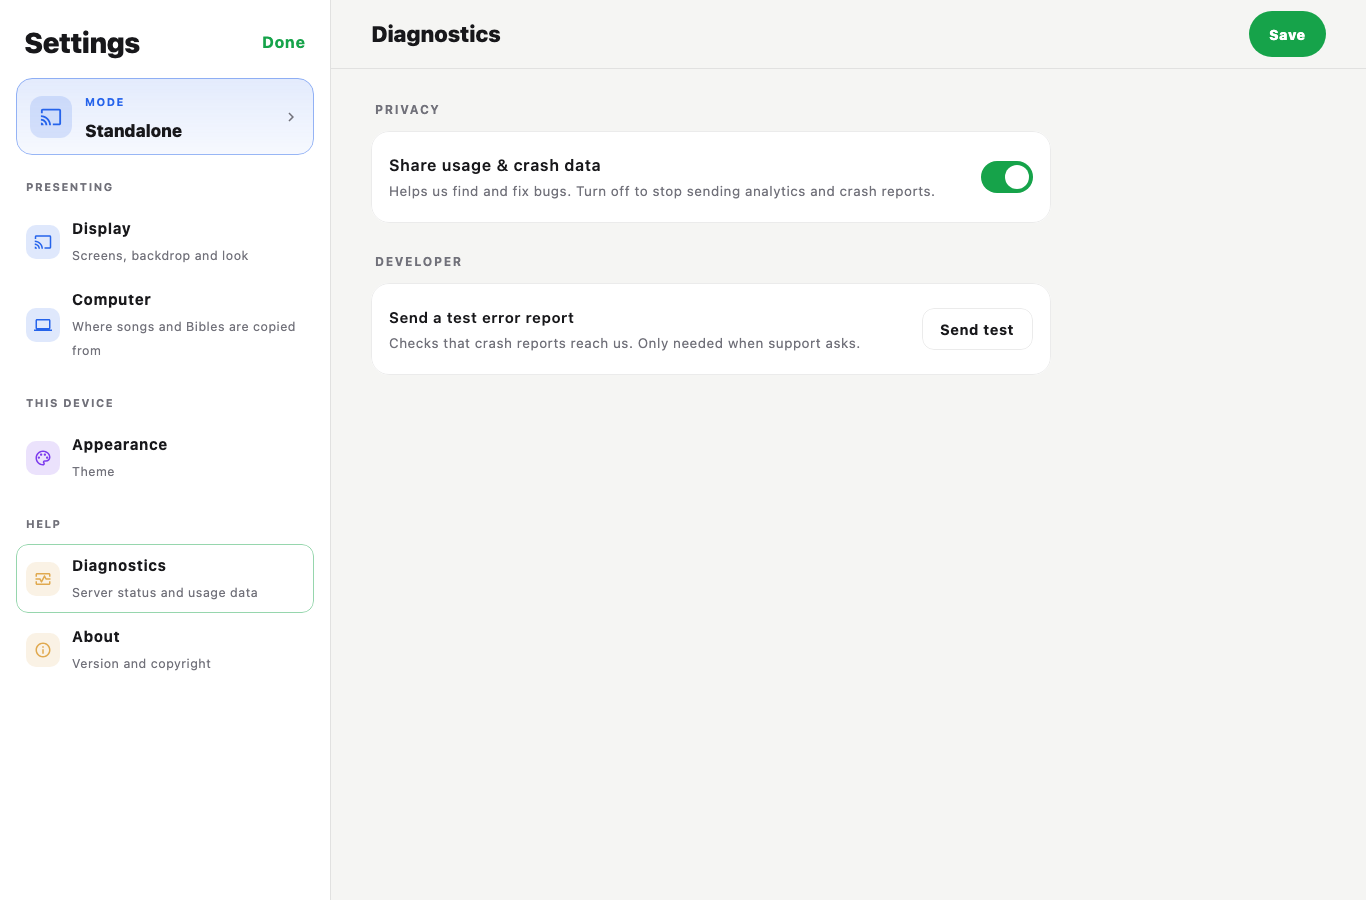 Settings
Done
MODE
Standalone
PRESENTING
Display
Screens, backdrop and look
Computer
Where songs and Bibles are copied
from
THIS DEVICE
Appearance
Theme
HELP
Diagnostics
Server status and usage data
About
Version and copyright
Diagnostics
Save
PRIVACY
Share usage & crash data
Helps us find and fix bugs. Turn off to stop sending analytics and crash reports.
DEVELOPER
Send a test error report
Checks that crash reports reach us. Only needed when support asks.
Send test